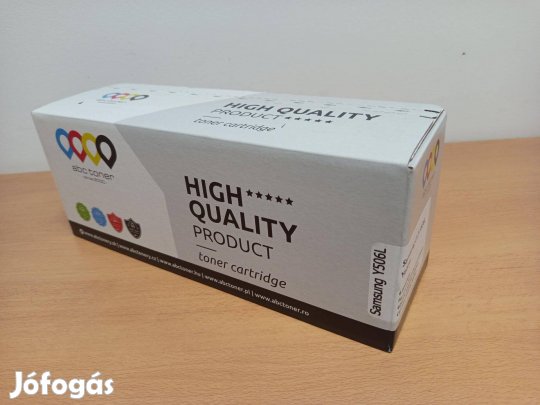 HIGH QUALITY
PRODUCT ★★★★★
toner cartridge
abc toner
HIGH ★★★★★
QUALITY
PRODUCT
toner cartridge
www.abctoner.hu | www.abctoner.pl | www.abctoner.ro
Samsung Y506L
Jófogás